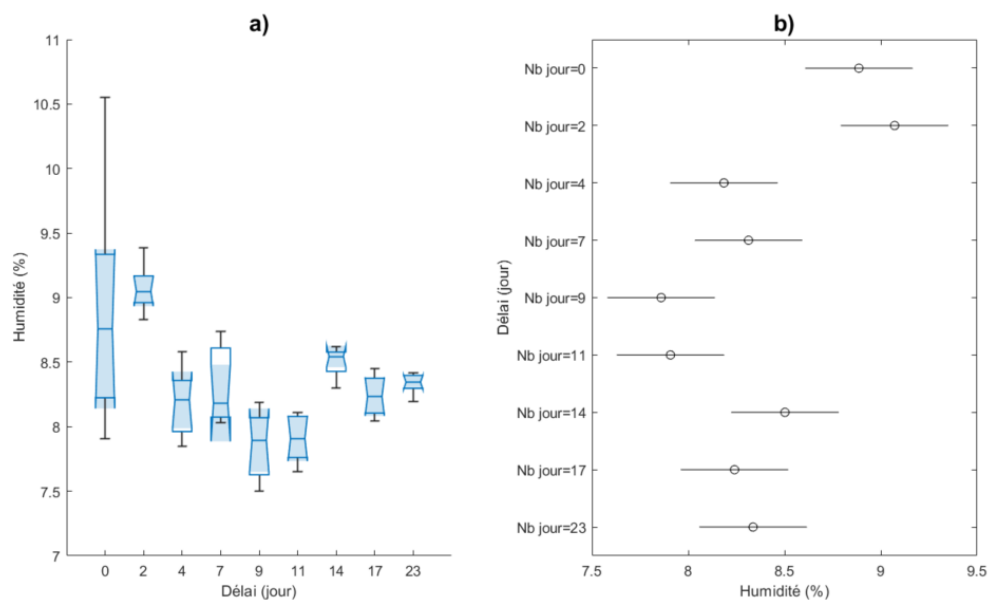 a)
11
10.5
10
9.5
9
8.5
8
7.5
7
Humidité (%)
0 2 4 7 9 11 14 17 23
Délai (jour)
b)
Nb jour=0
Nb jour=2
Nb jour=4
Nb jour=7
Nb jour=9
Nb jour=11
Nb jour=14
Nb jour=17
Nb jour=23
Délai (jour)
7.5 8 8.5 9 9.5
Humidité (%)